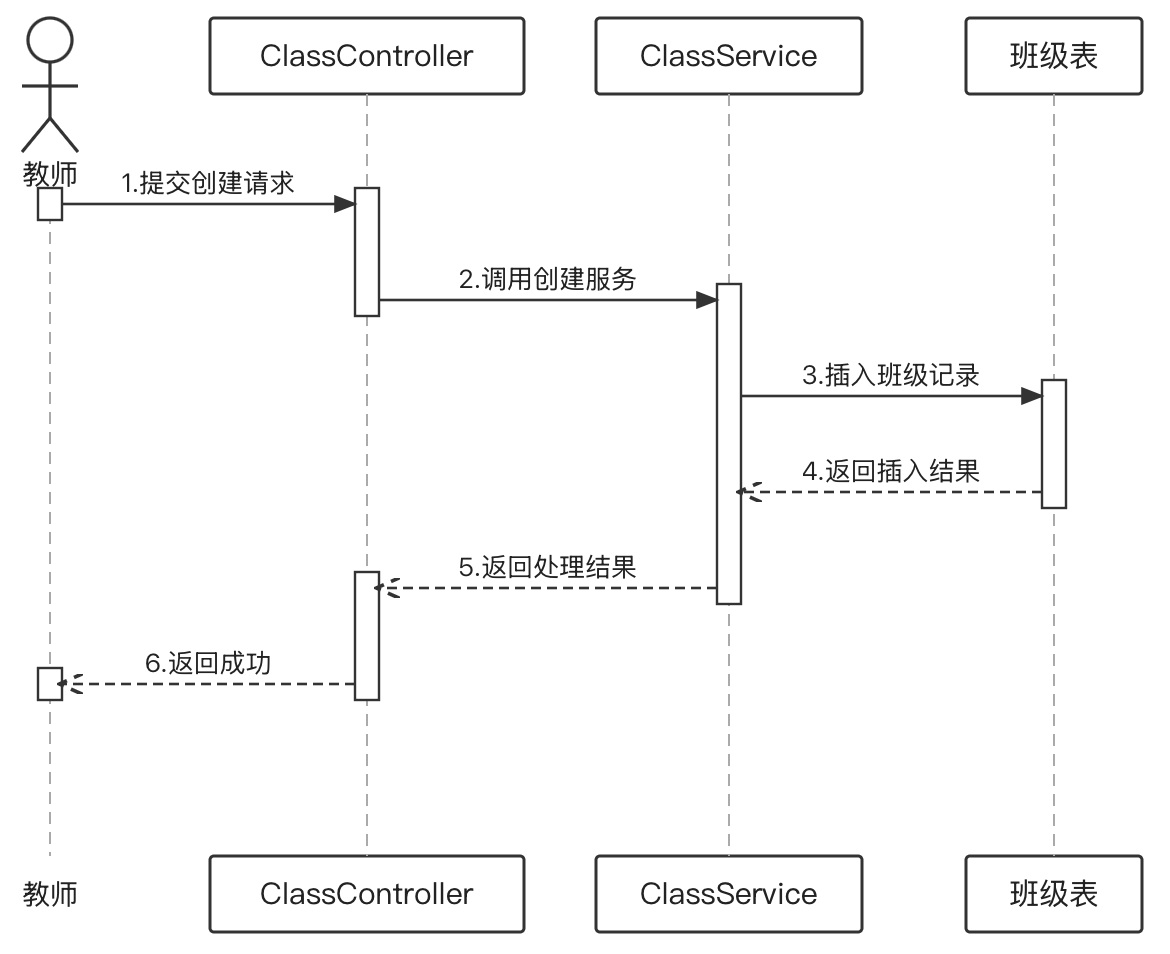 ClassController
ClassService
班级表
教师
1.提交创建请求
2.调用创建服务
3.插入班级记录
4.返回插入结果
5.返回处理结果
6.返回成功
教师
ClassController
ClassService
班级表